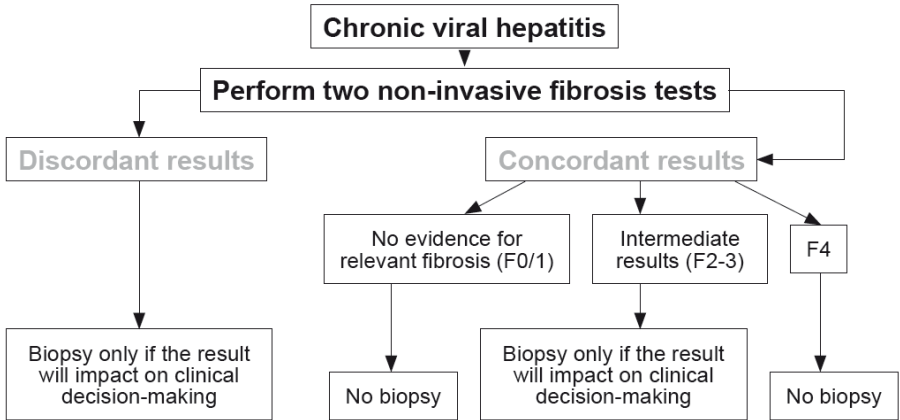 Chronic viral hepatitis
Perform two non-invasive fibrosis tests
Discordant results
Concordant results
No evidence for
relevant fibrosis (F0/1)
Intermediate
results (F2-3)
F4
Biopsy only if the result
will impact on clinical
decision-making
No biopsy
Biopsy only if the result
will impact on clinical
decision-making
No biopsy